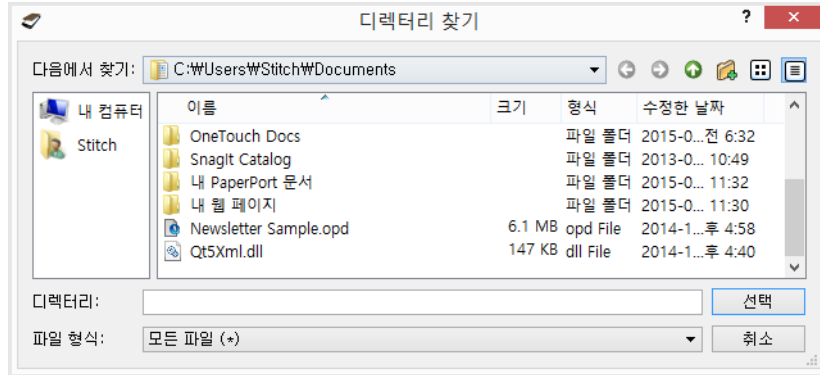 디렉터리 찾기
다음에서 찾기: C:₩Users₩Stitch₩Documents
내 컴퓨터
Stitch
이름 크기 형식 수정한 날짜
OneTouch Docs 파일 폴더 2015-0...전 6:32
SnagIt Catalog 파일 폴더 2013-0... 10:49
내 PaperPort 문서 파일 폴더 2015-0... 11:32
내 웹 페이지 파일 폴더 2015-0... 11:30
Newsletter Sample.opd 6.1 MB opd File 2014-1...후 4:58
Qt5Xml.dll 147 KB dll File 2014-1...후 4:40
디렉터리: 선택
파일 형식: 모든 파일 (*) 취소